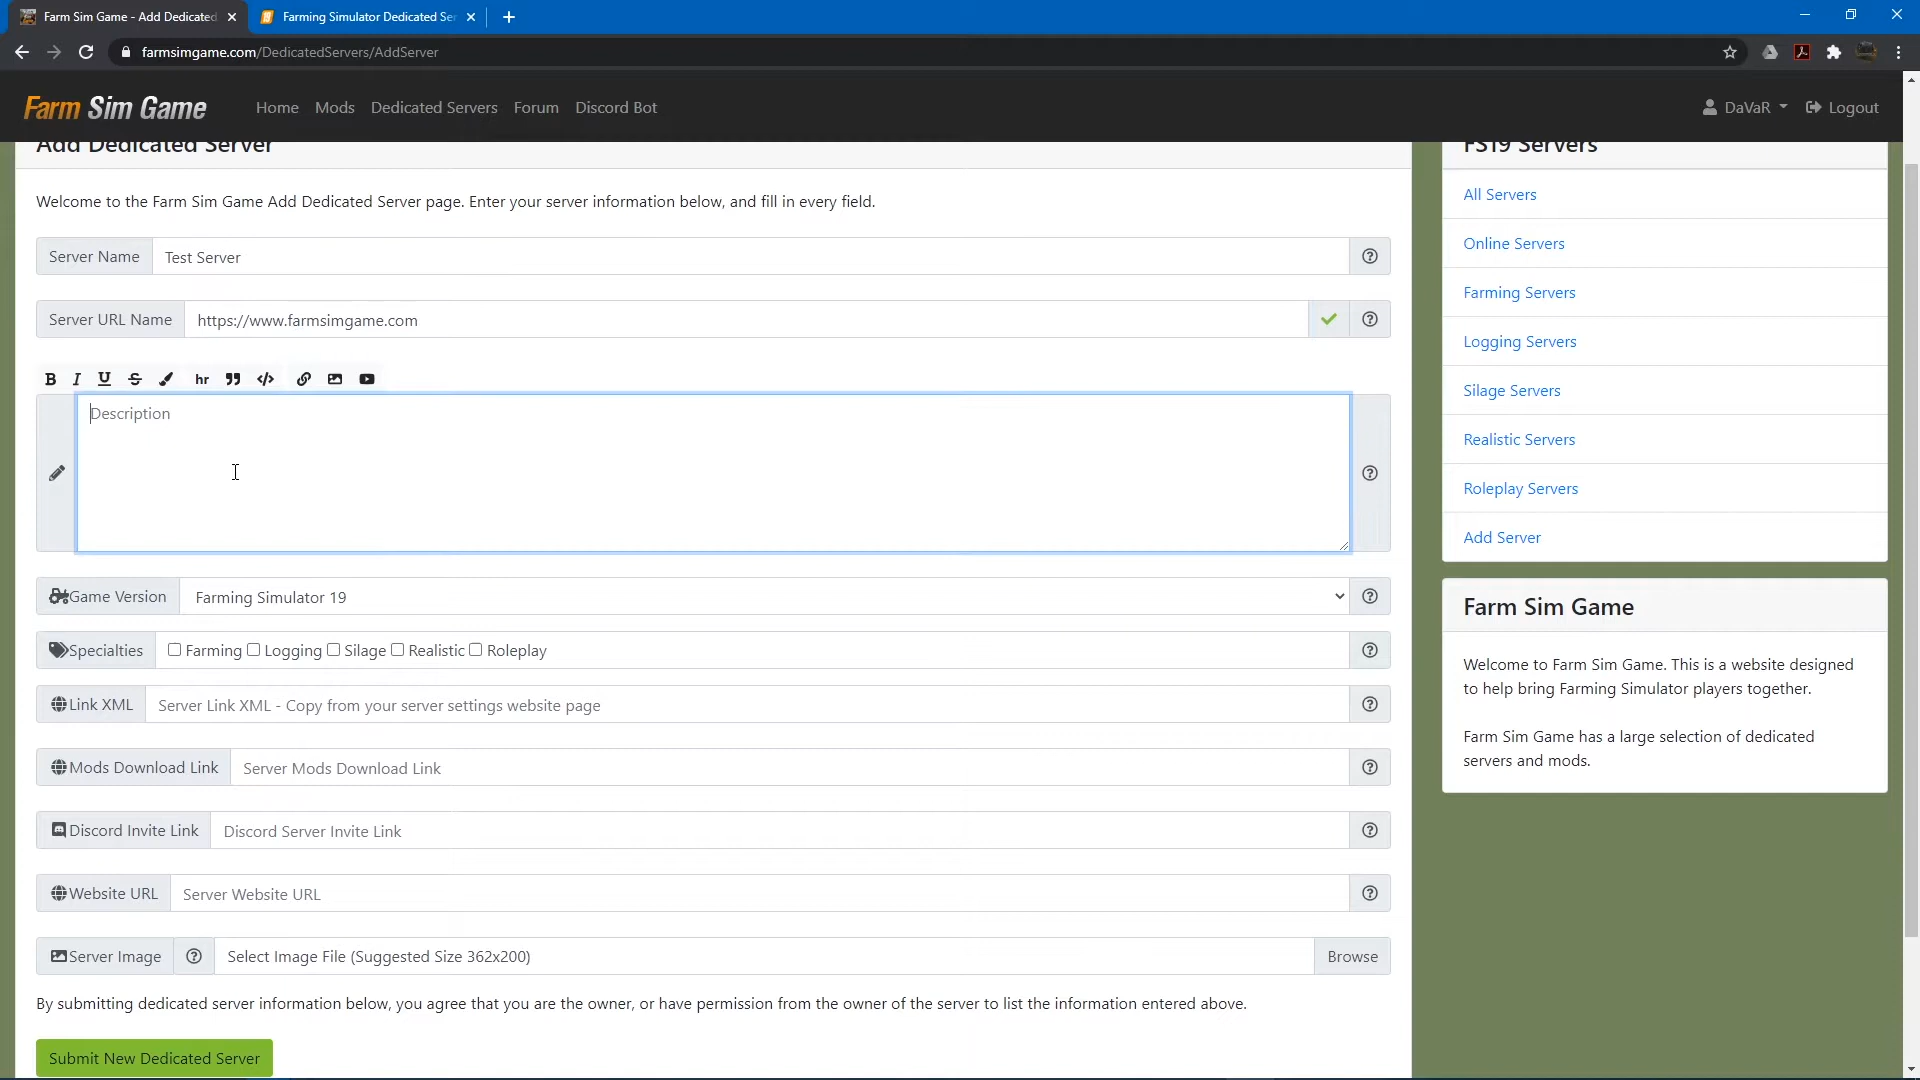 Farm Sim Game - Add Dedicated
Farming Simulator Dedicated Ser
farmsimgame.com/DedicatedServers/AddServer
Farm Sim Game
Home
Mods
Dedicated Servers
Forum
Discord Bot
DaVaR
Logout
Add Dedicated Server
Welcome to the Farm Sim Game Add Dedicated Server page. Enter your server information below, and fill in every field.
Server Name
Test Server
Server URL Name
https://www.farmsimgame.com
B I U S hr
Description
Game Version
Farming Simulator 19
Specialties
Farming Logging Silage Realistic Roleplay
Link XML
Server Link XML - Copy from your server settings website page
Mods Download Link
Server Mods Download Link
Discord Invite Link
Discord Server Invite Link
Website URL
Server Website URL
Server Image
Select Image File (Suggested Size 362x200)
Browse
By submitting dedicated server information below, you agree that you are the owner, or have permission from the owner of the server to list the information entered above.
Submit New Dedicated Server
FS19 Servers
All Servers
Online Servers
Farming Servers
Logging Servers
Silage Servers
Realistic Servers
Roleplay Servers
Add Server
Farm Sim Game
Welcome to Farm Sim Game. This is a website designed
to help bring Farming Simulator players together.
Farm Sim Game has a large selection of dedicated
servers and mods.